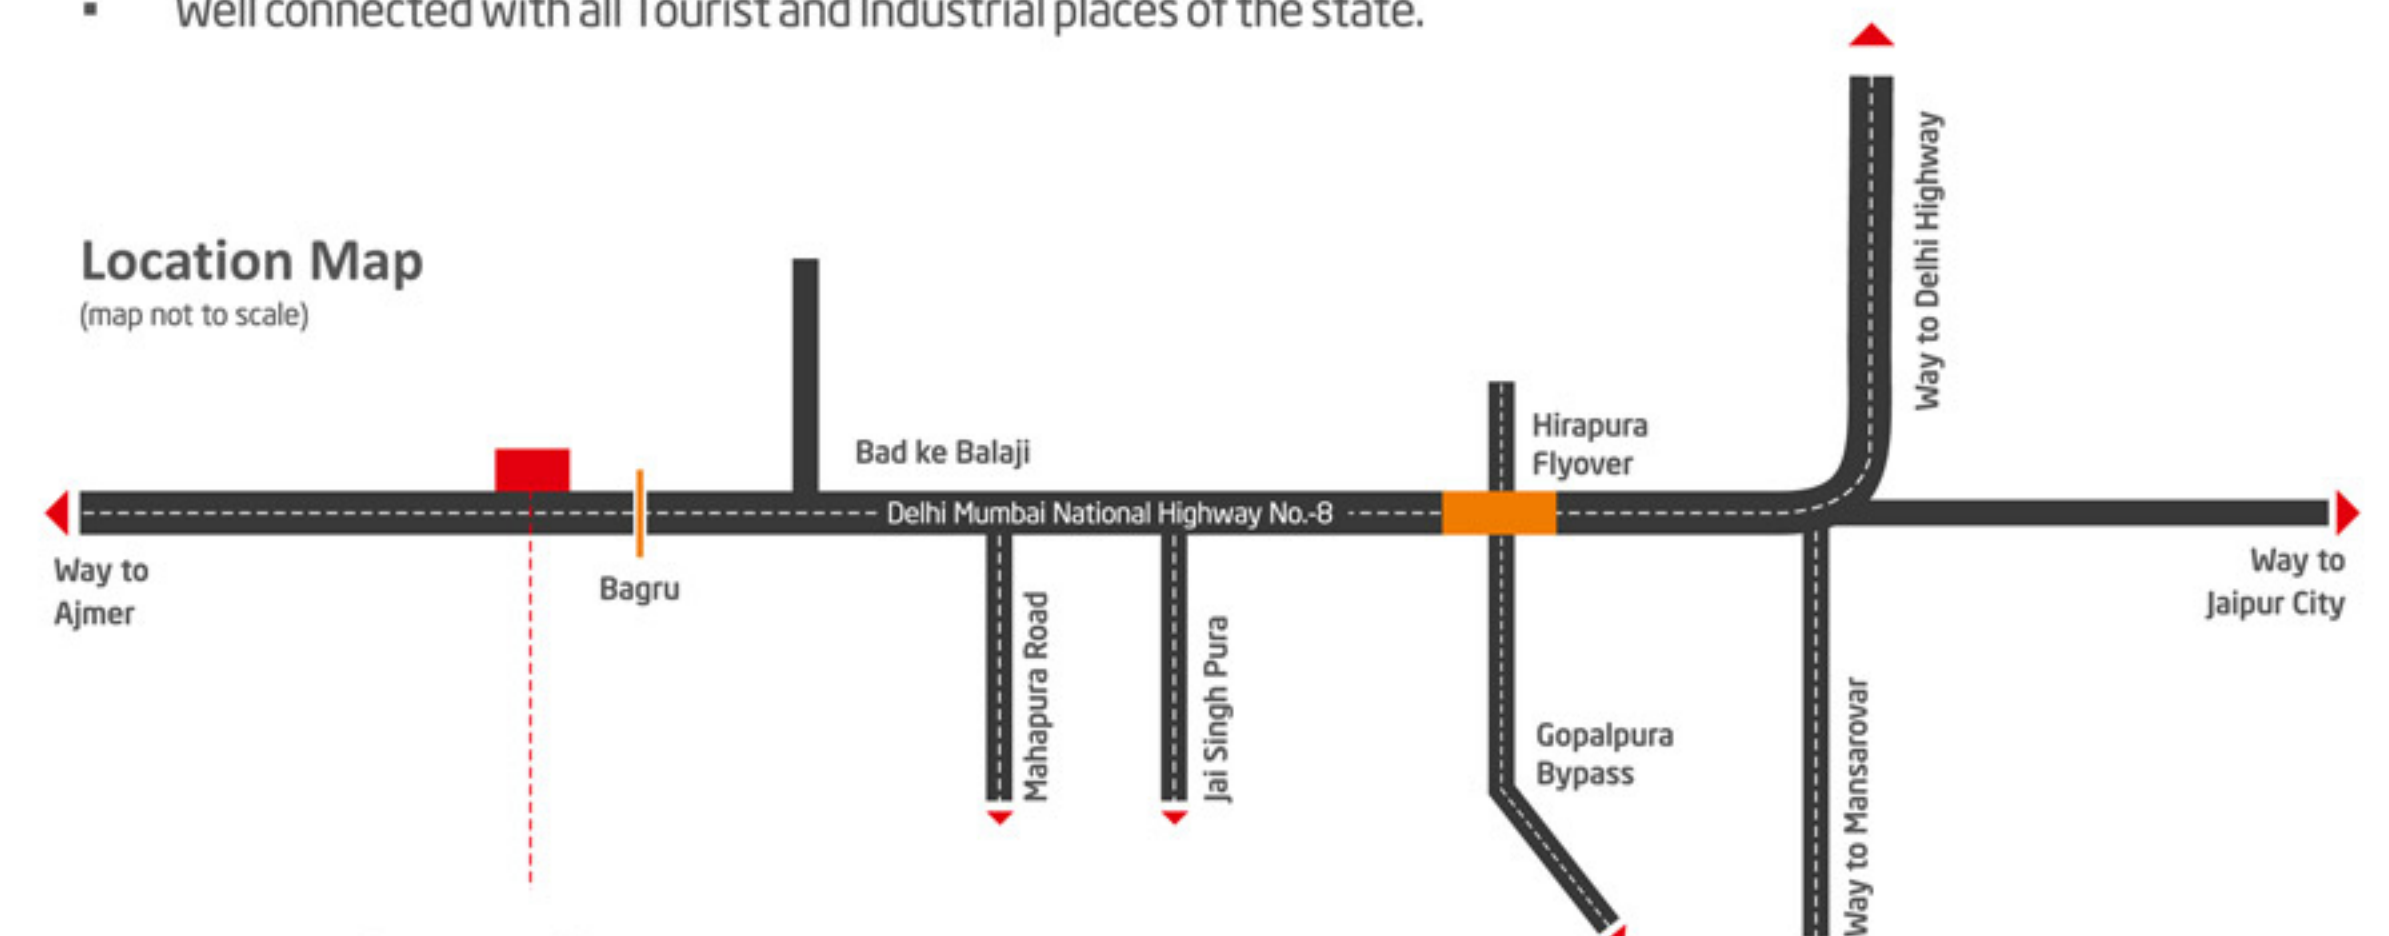 ▪ Well connected with all Tourist and Industrial places of the state.
Way to Delhi Highway
Location Map
(map not to scale)
Hirapura
Flyover
Bad ke Balaji
Delhi Mumbai National Highway No.-8
Way to
Ajmer
Bagru
Way to
Jaipur City
Mahapura Road
Jai Singh Pura
Gopalpura
Bypass
Way to Mansarovar